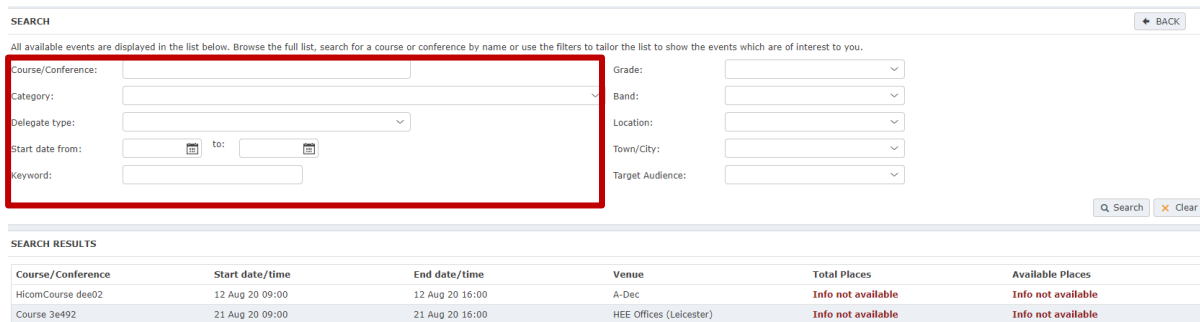 SEARCH
BACK
All available events are displayed in the list below. Browse the full list, search for a course or conference by name or use the filters to tailor the list to show the events which are of interest to you.
Course/Conference: Grade:
Category: Band:
Delegate type: Location:
Start date from: to: Town/City:
Keyword: Target Audience:
Search Clear
SEARCH RESULTS
Course/Conference Start date/time End date/time Venue Total Places Available Places
HicomCourse dee02 12 Aug 20 09:00 12 Aug 20 16:00 A-Dec Info not available Info not available
Course 3e492 21 Aug 20 09:00 21 Aug 20 16:00 HEE Offices (Leicester) Info not available Info not available